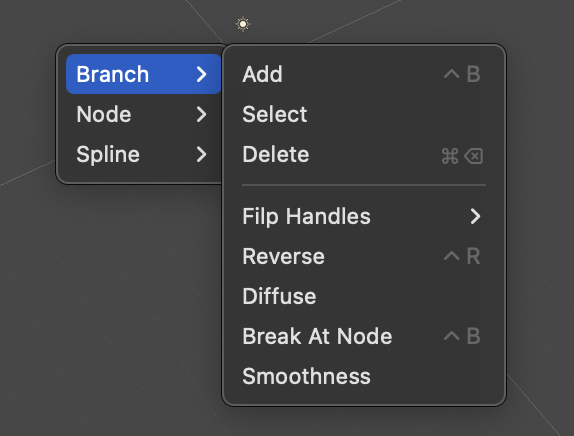 Branch
Node
Spline
Add ⌃ B
Select
Delete ⌘ ⌫
Filp Handles
Reverse ⌃ R
Diffuse
Break At Node ⌃ B
Smoothness